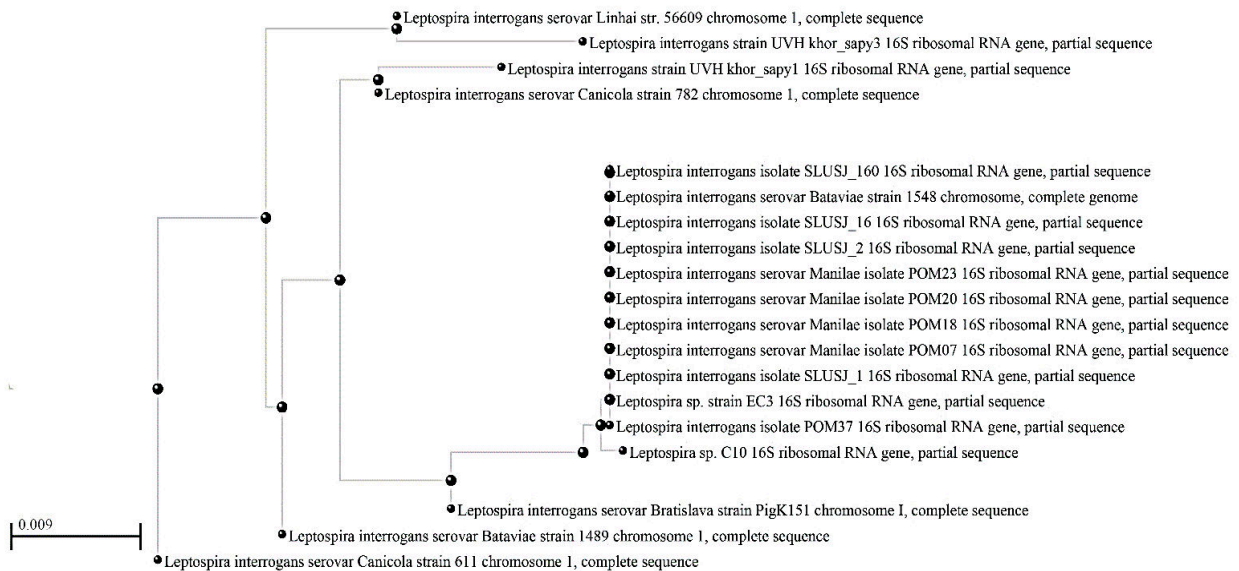 Leptospira interrogans serovar Linhai str. 56609 chromosome 1, complete sequence
Leptospira interrogans strain UVH khor_sapy3 16S ribosomal RNA gene, partial sequence
Leptospira interrogans strain UVH khor_sapy1 16S ribosomal RNA gene, partial sequence
Leptospira interrogans serovar Canicola strain 782 chromosome 1, complete sequence
Leptospira interrogans isolate SLUSJ_160 16S ribosomal RNA gene, partial sequence
Leptospira interrogans serovar Bataviae strain 1548 chromosome, complete genome
Leptospira interrogans isolate SLUSJ_16 16S ribosomal RNA gene, partial sequence
Leptospira interrogans isolate SLUSJ_2 16S ribosomal RNA gene, partial sequence
Leptospira interrogans serovar Manilae isolate POM23 16S ribosomal RNA gene, partial sequence
Leptospira interrogans serovar Manilae isolate POM20 16S ribosomal RNA gene, partial sequence
Leptospira interrogans serovar Manilae isolate POM18 16S ribosomal RNA gene, partial sequence
Leptospira interrogans serovar Manilae isolate POM07 16S ribosomal RNA gene, partial sequence
Leptospira interrogans isolate SLUSJ_1 16S ribosomal RNA gene, partial sequence
Leptospira sp. strain EC3 16S ribosomal RNA gene, partial sequence
Leptospira interrogans isolate POM37 16S ribosomal RNA gene, partial sequence
Leptospira sp. C10 16S ribosomal RNA gene, partial sequence
Leptospira interrogans serovar Bratislava strain PigK151 chromosome I, complete sequence
0.009
Leptospira interrogans serovar Bataviae strain 1489 chromosome 1, complete sequence
Leptospira interrogans serovar Canicola strain 611 chromosome 1, complete sequence